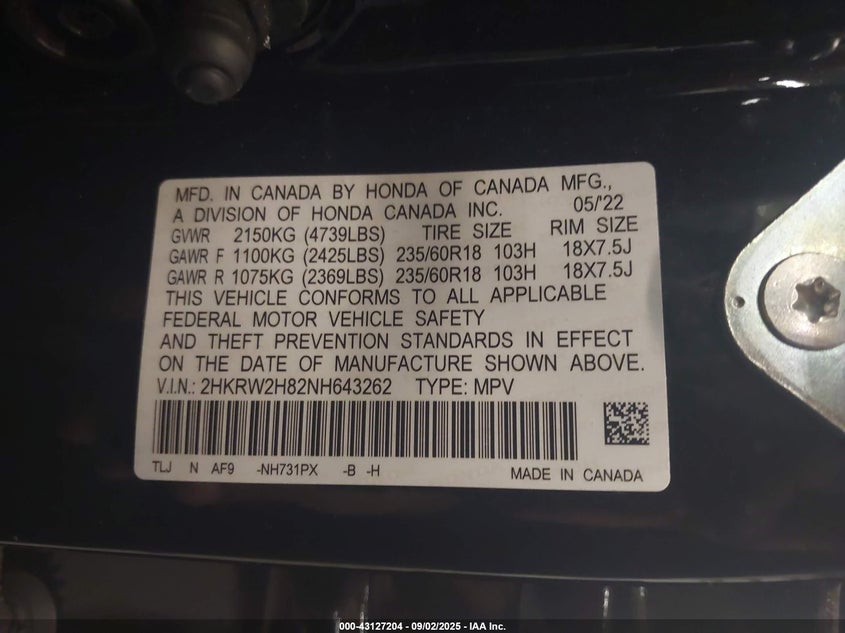 MFD. IN CANADA BY HONDA OF CANADA MFG.,
A DIVISION OF HONDA CANADA INC. 05/'22
GVWR 2150KG (4739LBS) TIRE SIZE RIM SIZE
GAWR F 1100KG (2425LBS) 235/60R18 103H 18X7.5J
GAWR R 1075KG (2369LBS) 235/60R18 103H 18X7.5J
THIS VEHICLE CONFORMS TO ALL APPLICABLE
FEDERAL MOTOR VEHICLE SAFETY
AND THEFT PREVENTION STANDARDS IN EFFECT
ON THE DATE OF MANUFACTURE SHOWN ABOVE.
V.I.N.: 2HKRW2H82NH643262 TYPE: MPV
TLJ N AF9 -NH731PX -B -H MADE IN CANADA
000-43127204 - 09/02/2025 - IAA Inc.